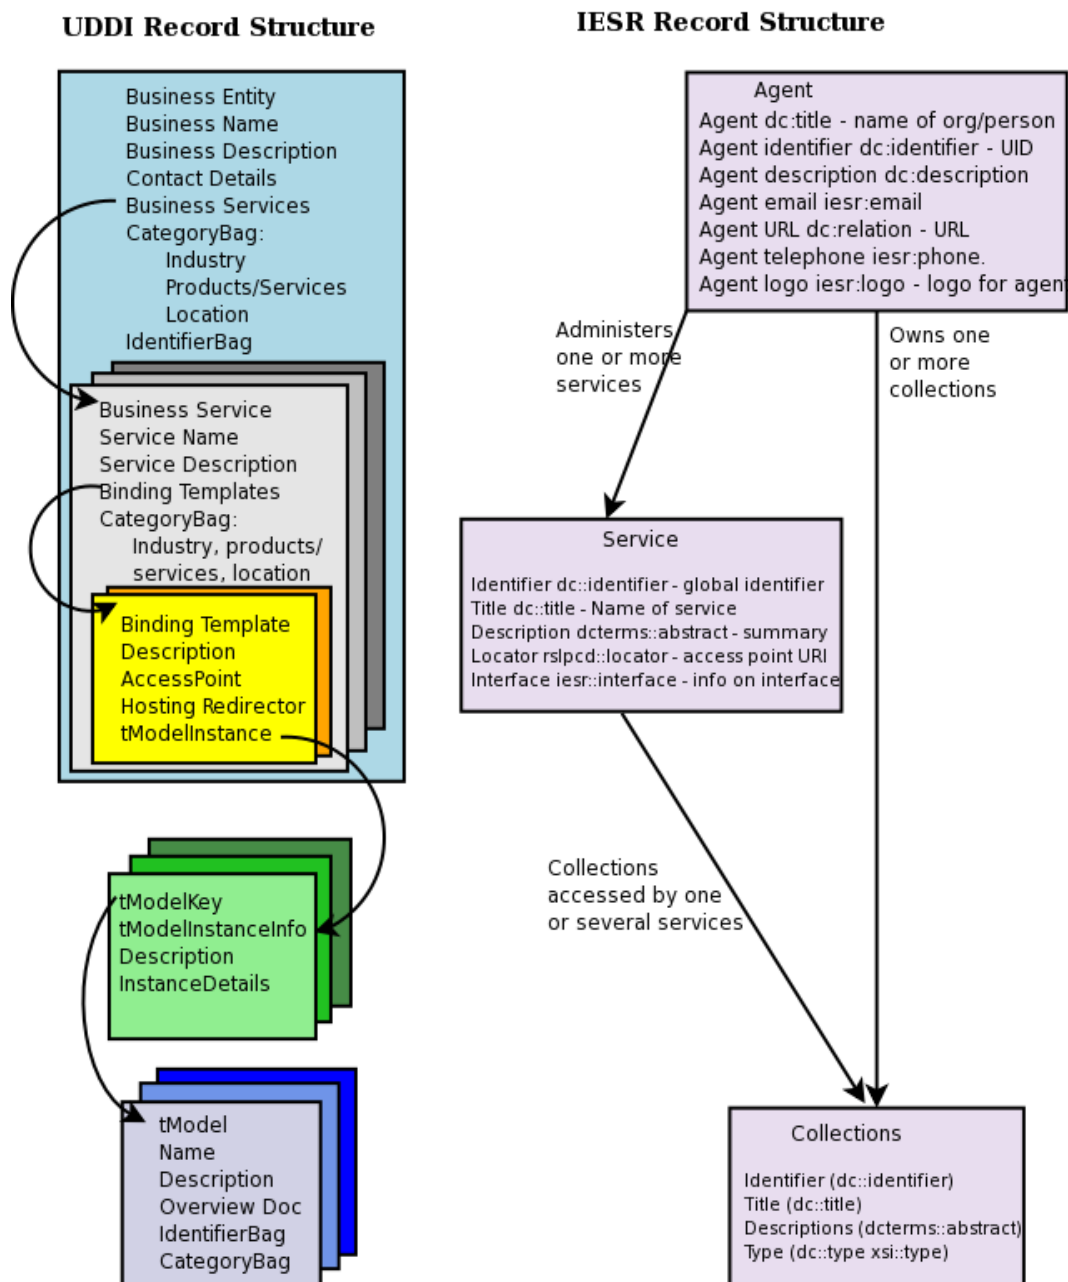 UDDI Record Structure
Business Entity
Business Name
Business Description
Contact Details
Business Services
CategoryBag:
Industry
Products/Services
Location
IdentifierBag
Business Service
Service Name
Service Description
Binding Templates
CategoryBag:
Industry, products/
services, location
Binding Template
Description
AccessPoint
Hosting Redirector
tModelInstance
tModelKey
tModelInstanceInfo
Description
InstanceDetails
tModel
Name
Description
Overview Doc
IdentifierBag
CategoryBag
IESR Record Structure
Agent
Agent dc:title - name of org/person
Agent identifier dc:identifier - UID
Agent description dc:description
Agent email iesr:email
Agent URL dc:relation - URL
Agent telephone iesr:phone.
Agent logo iesr:logo - logo for agent
Administers
one or more
services
Owns one
or more
collections
Service
Identifier dc::identifier - global identifier
Title dc::title - Name of service
Description dcterms::abstract - summary
Locator rslpcd::locator - access point URI
Interface iesr::interface - info on interface
Collections
accessed by one
or several services
Collections
Identifier (dc::identifier)
Title (dc::title)
Descriptions (dcterms::abstract)
Type (dc::type xsi::type)